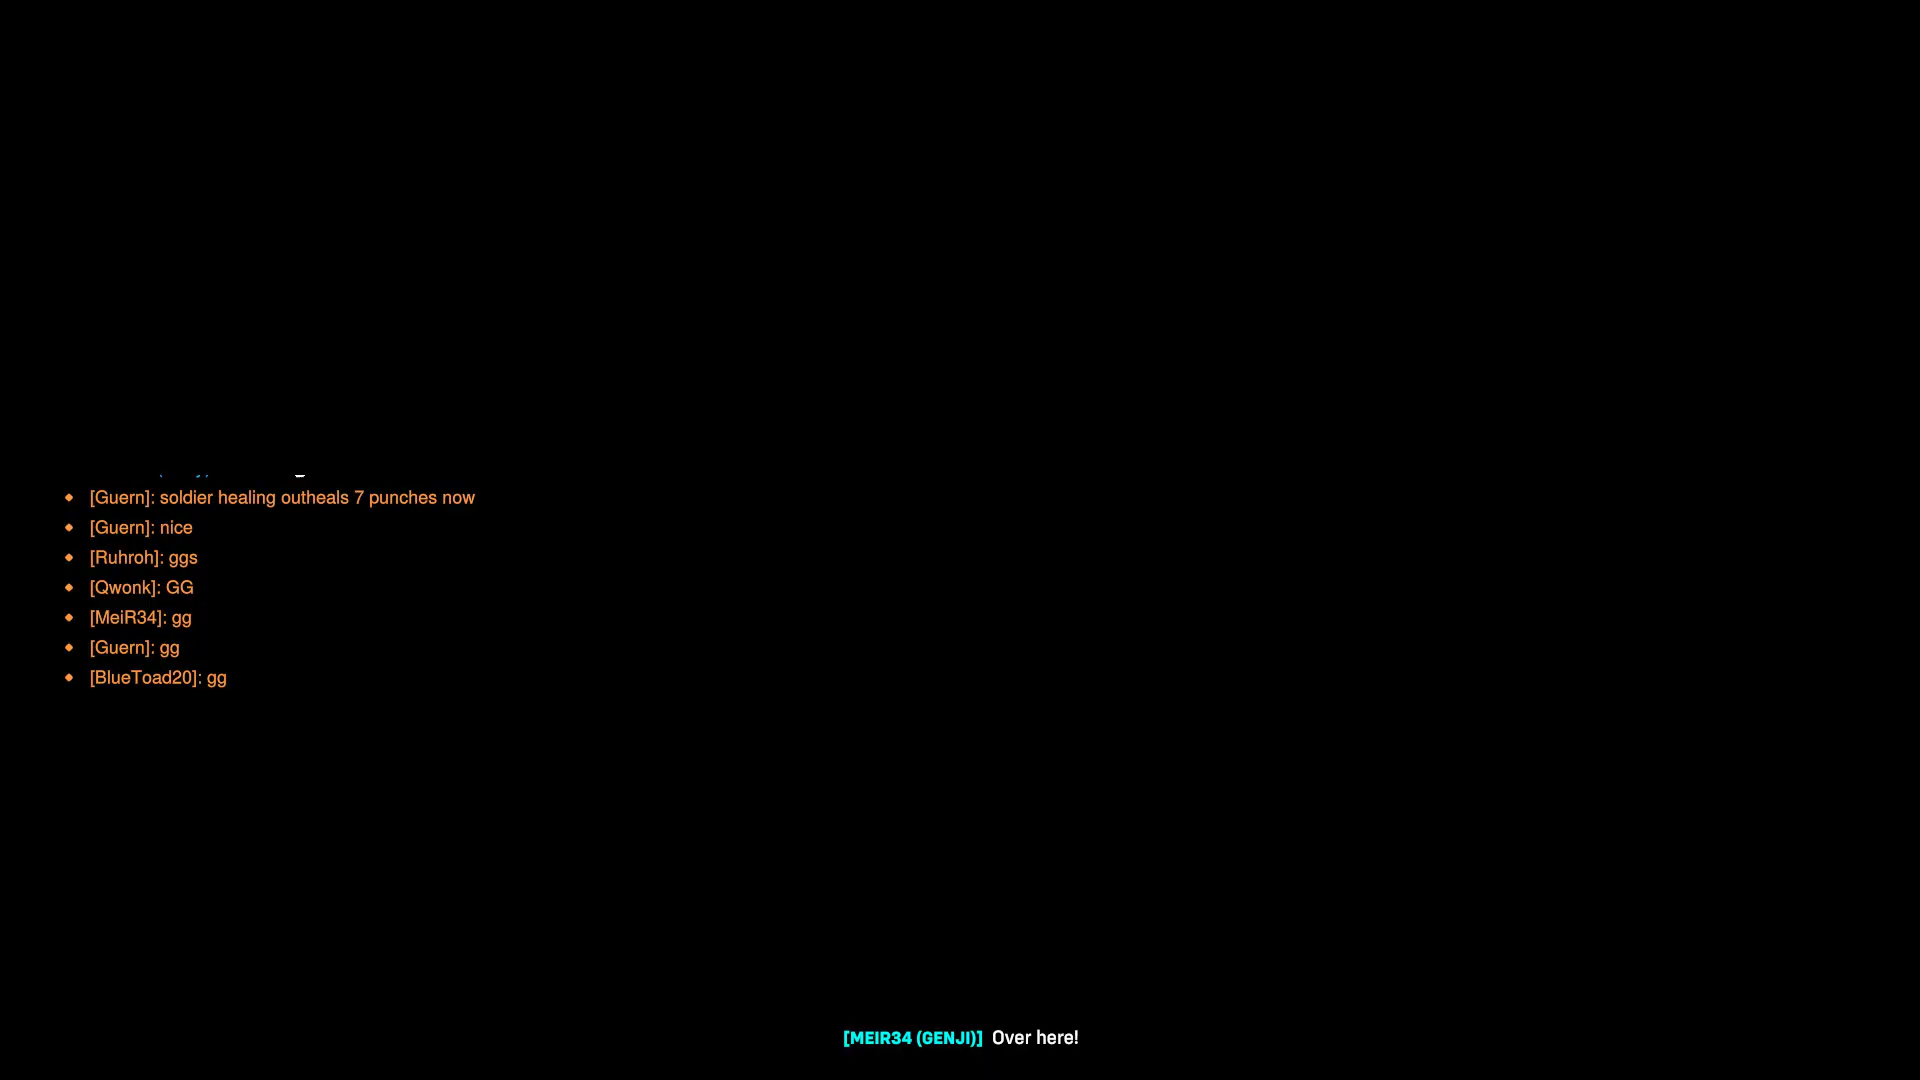 [Guern]: soldier healing outheals 7 punches now
[Guern]: nice
[Ruhroh]: ggs
[Qwonk]: GG
[MeiR34]: gg
[Guern]: gg
[BlueToad20]: gg
[MEIR34 (GENJI)] Over here!